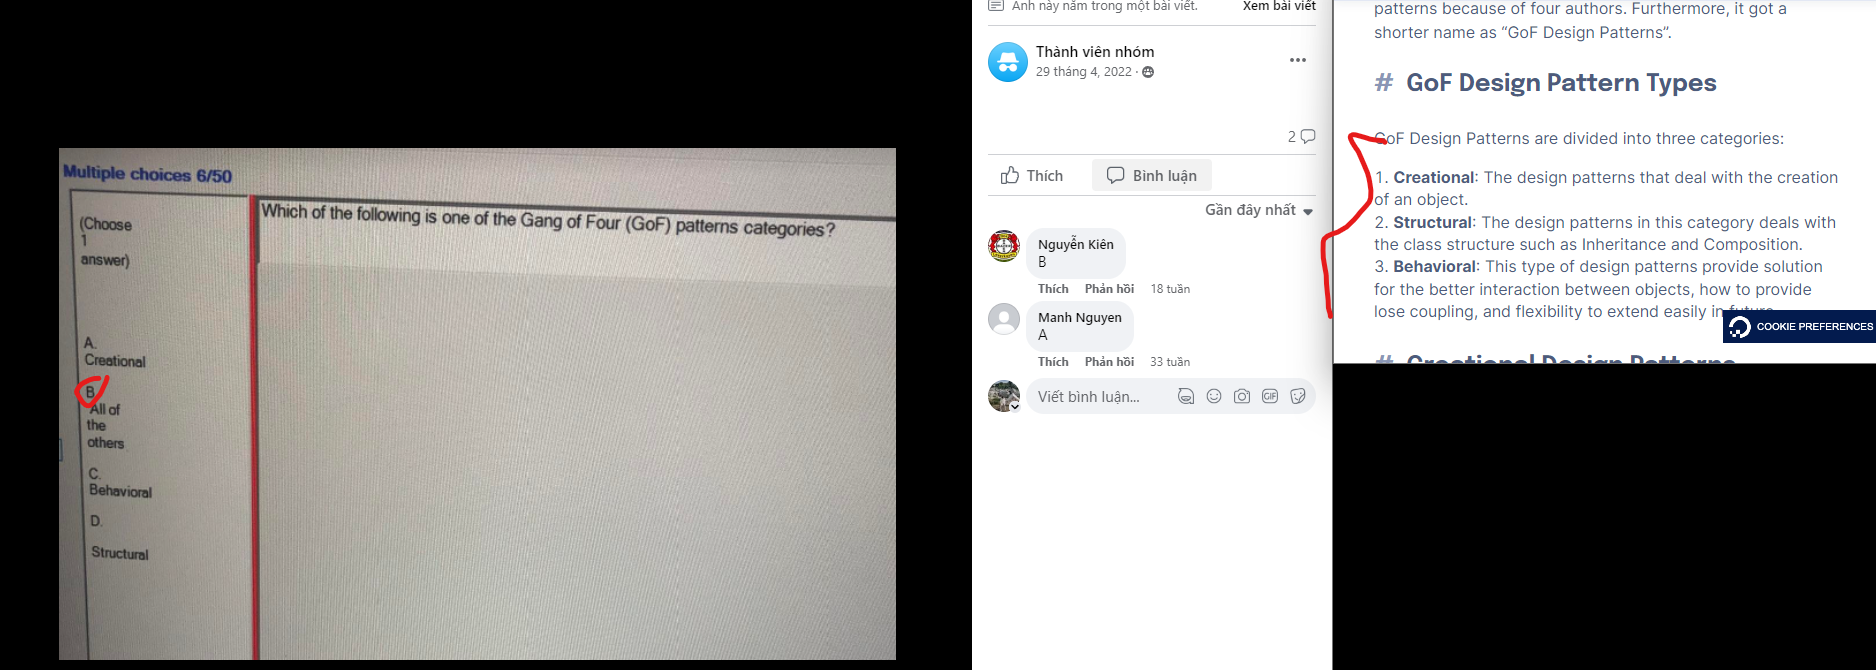 Multiple choices 6/50
(Choose
1
answer)
Which of the following is one of the Gang of Four (GoF) patterns categories?
A.
Creational
B.
All of
the
others
C.
Behavioral
D.
Structural
Ảnh này nằm trong một bài viết.
Xem bài viết
Thành viên nhóm
29 tháng 4, 2022 ·
2
Thích
Bình luận
Gần đây nhất
Nguyễn Kiên
B
Thích Phản hồi 18 tuần
Manh Nguyen
A
Thích Phản hồi 33 tuần
Viết bình luận...
GIF
patterns because of four authors. Furthermore, it got a
shorter name as “GoF Design Patterns”.
# GoF Design Pattern Types
GoF Design Patterns are divided into three categories:
1. Creational: The design patterns that deal with the creation
of an object.
2. Structural: The design patterns in this category deals with
the class structure such as Inheritance and Composition.
3. Behavioral: This type of design patterns provide solution
for the better interaction between objects, how to provide
lose coupling, and flexibility to extend easily in future.
COOKIE PREFERENCES
# Creational Design Patterns